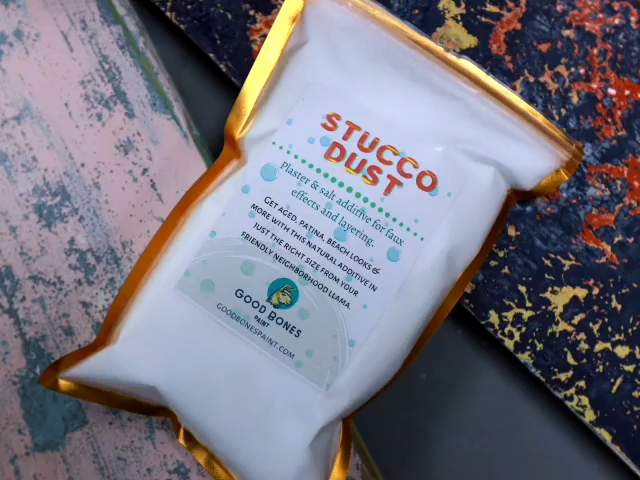 STUCCO
DUST
Plaster & salt additive for faux
effects and layering.
GET AGED, PATINA, BEACH LOOKS &
MORE WITH THIS NATURAL ADDITIVE IN
JUST THE RIGHT SIZE FROM YOUR
FRIENDLY NEIGHBORHOOD LLAMA.
GOOD BONES
PAINT
GOODBONESPAINT.COM